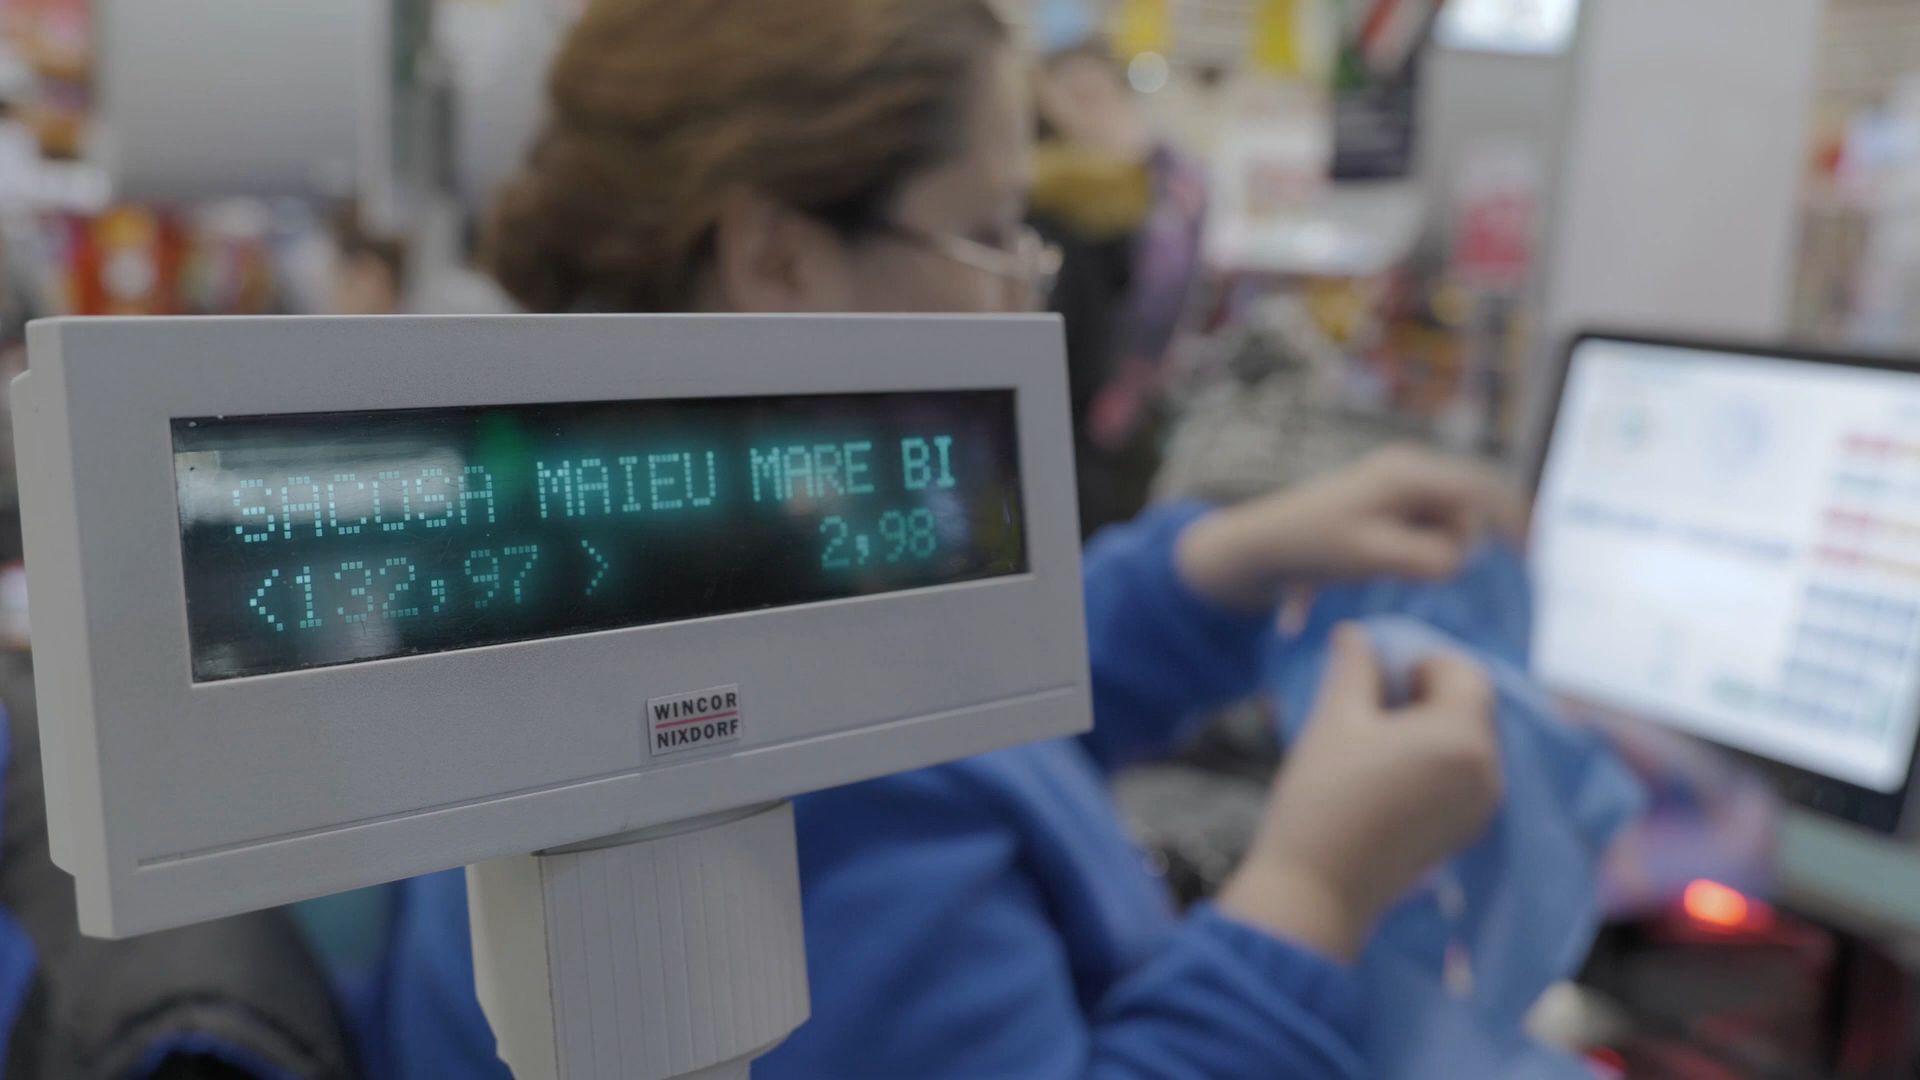 SACOSA MAIEU MARE BI
<132,97 > 2,98
WINCOR
NIXDORF